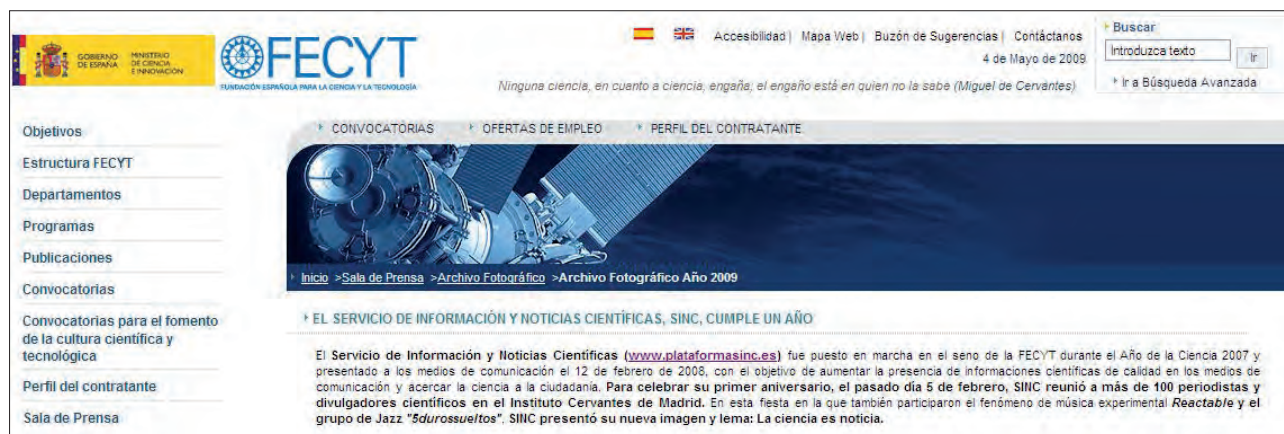 GOBIERNO DE ESPAÑA
MINISTERIO DE CIENCIA E INNOVACIÓN
FECYT
FUNDACIÓN ESPAÑOLA PARA LA CIENCIA Y LA TECNOLOGÍA
Accesibilidad | Mapa Web | Buzón de Sugerencias | Contáctanos
4 de Mayo de 2009
Ninguna ciencia, en cuanto a ciencia, engaña; el engaño está en quien no la sabe (Miguel de Cervantes)
Buscar
Introduzca texto
Ir
Ir a Búsqueda Avanzada
Objetivos
Estructura FECYT
Departamentos
Programas
Publicaciones
Convocatorias
Convocatorias para el fomento
de la cultura científica y
tecnológica
Perfil del contratante
Sala de Prensa
CONVOCATORIAS OFERTAS DE EMPLEO PERFIL DEL CONTRATANTE
Inicio >Sala de Prensa >Archivo Fotográfico >Archivo Fotográfico Año 2009
EL SERVICIO DE INFORMACIÓN Y NOTICIAS CIENTÍFICAS, SINC, CUMPLE UN AÑO
El Servicio de Información y Noticias Científicas (www.plataformasinc.es) fue puesto en marcha en el seno de la FECYT durante el Año de la Ciencia 2007 y
presentado a los medios de comunicación el 12 de febrero de 2008, con el objetivo de aumentar la presencia de informaciones científicas de calidad en los medios de
comunicación y acercar la ciencia a la ciudadanía. Para celebrar su primer aniversario, el pasado día 5 de febrero, SINC reunió a más de 100 periodistas y
divulgadores científicos en el Instituto Cervantes de Madrid. En esta fiesta en la que también participaron el fenómeno de música experimental Reactable y el
grupo de Jazz "5durossueltos", SINC presentó su nueva imagen y lema: La ciencia es noticia.